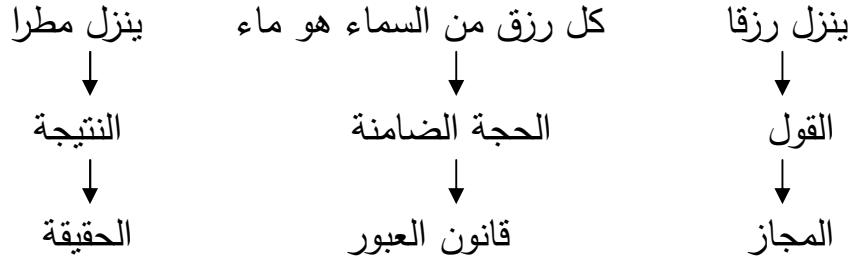 ينزل رزقا كل رزق من السماء هو ماء ينزل مطرا
القول الحجة الضامنة النتيجة
المجاز قانون العبور الحقيقة